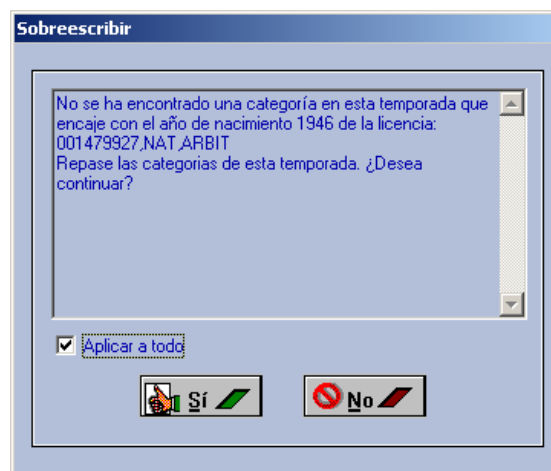 Sobreescribir
No se ha encontrado una categoría en esta temporada que
encaje con el año de nacimiento 1946 de la licencia:
001479927,NAT,ARBIT
Repase las categorias de esta temporada. ¿Desea
continuar?
Aplicar a todo
Sí
No